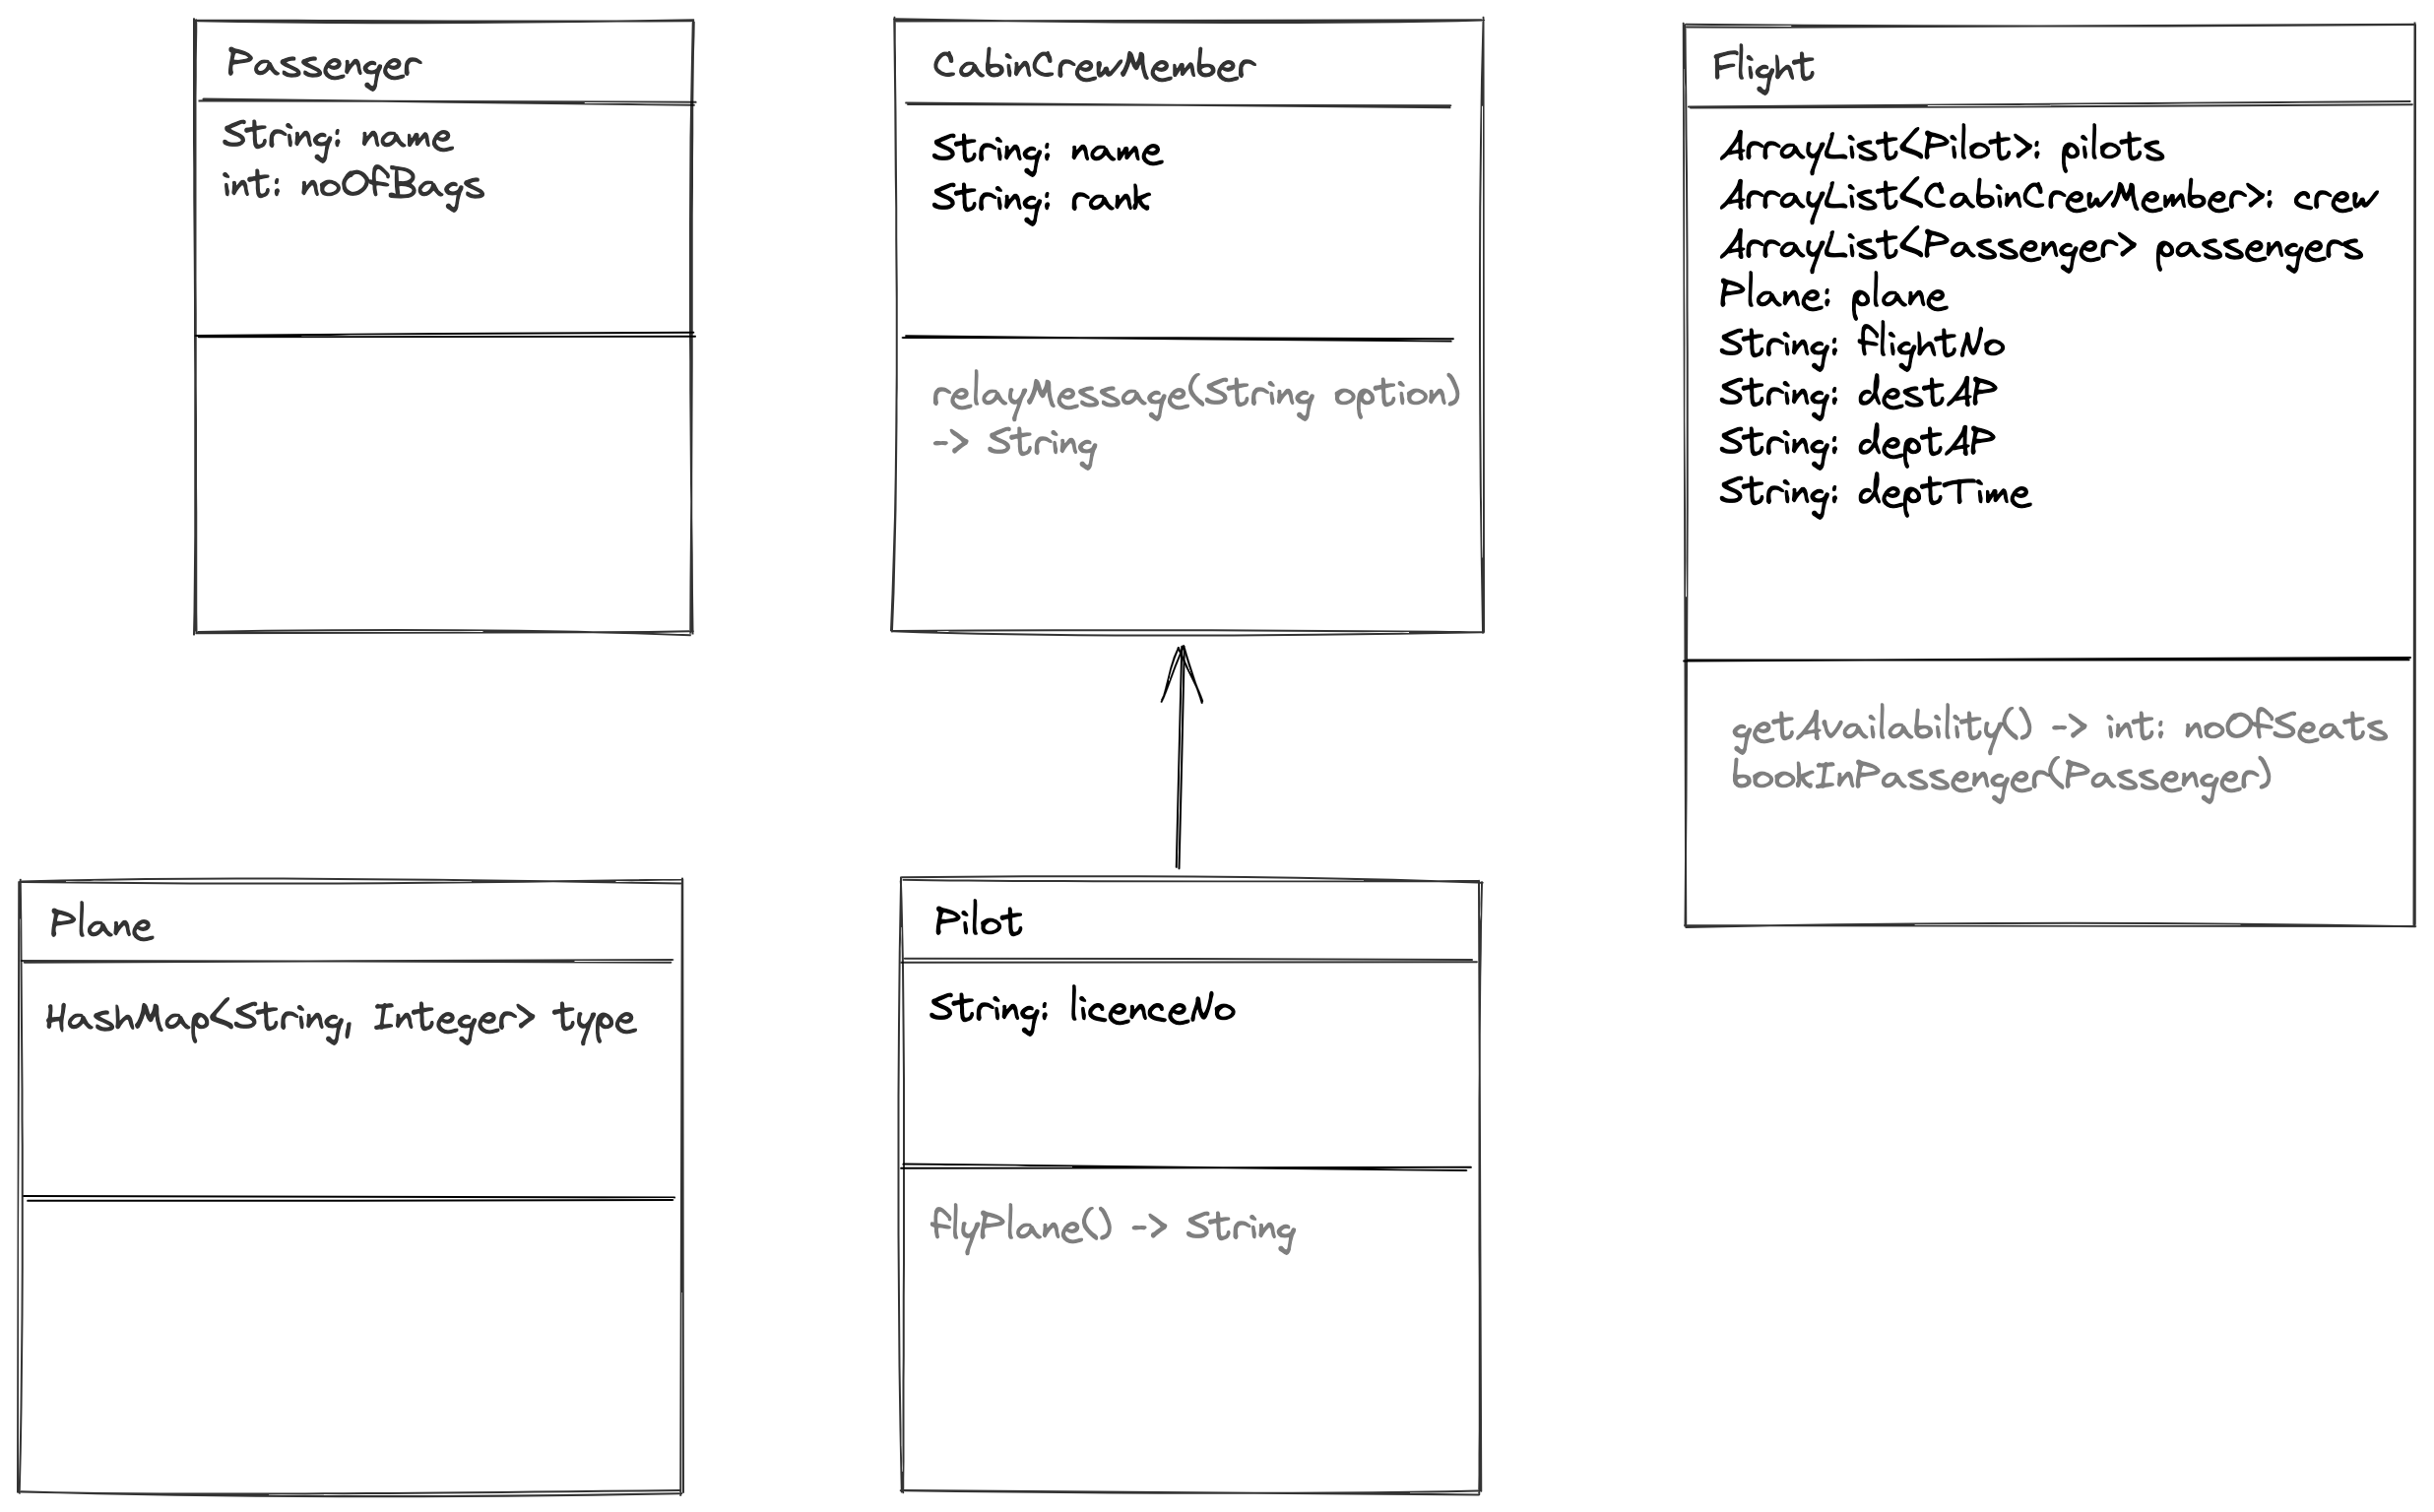 Passenger
String: name
int: noOfBags
CabinCrewMember
String: name
String: rank
relayMessage(String option)
-> String
Flight
ArrayList<Pilot>: pilots
ArrayList<CabinCrewMember>: crew
ArrayList<Passenger> passengers
Plane: plane
String: flightNo
String: destAP
String: deptAP
String: deptTime
getAvailability() -> int: noOfSeats
bookInPassenger(Passenger)
Plane
HashMap<String, Integer> type
Pilot
String: licenceNo
flyPlane() -> String